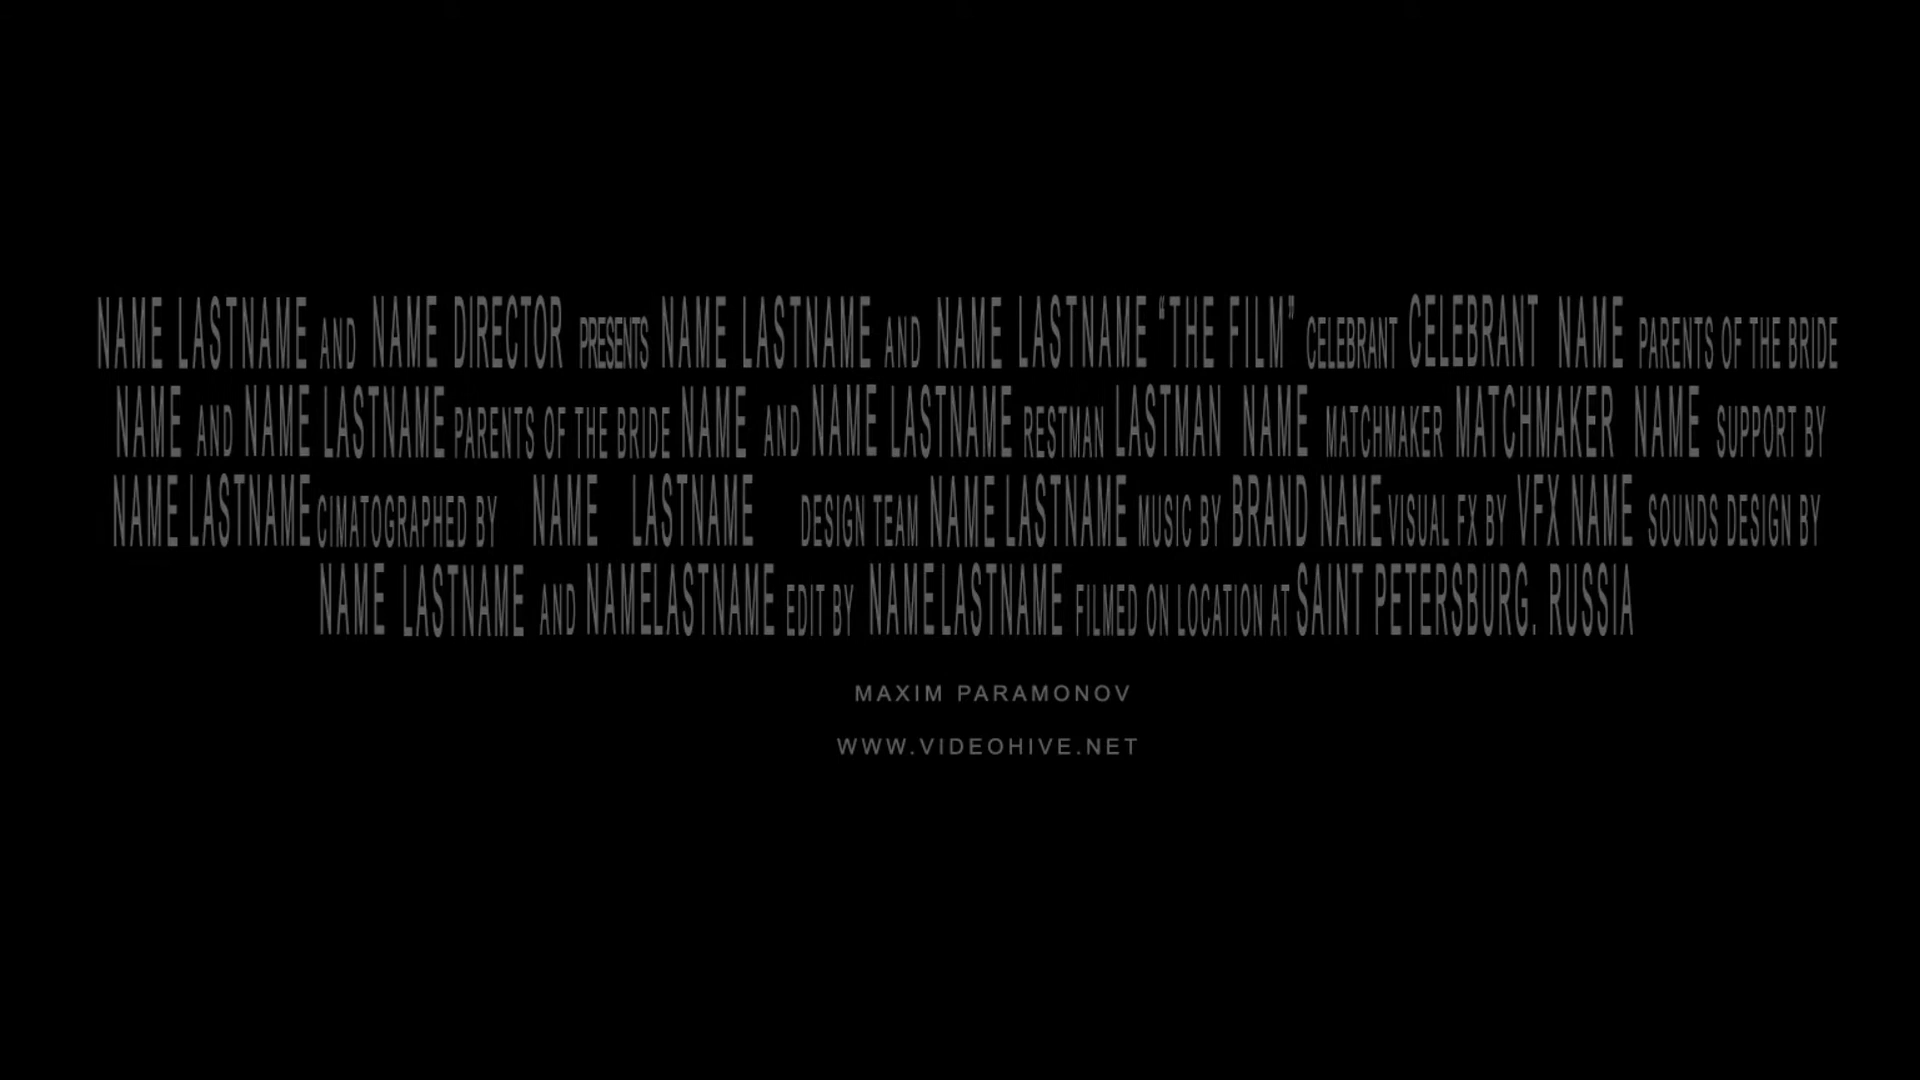 NAME LASTNAME AND NAME DIRECTOR PRESENTS NAME LASTNAME AND NAME LASTNAME “THE FILM” CELEBRANT CELEBRANT NAME PARENTS OF THE BRIDE
NAME AND NAME LASTNAME PARENTS OF THE BRIDE NAME AND NAME LASTNAME RESTMAN LASTMAN NAME MATCHMAKER MATCHMAKER NAME SUPPORT BY
NAME LASTNAME CIMATOGRAPHED BY NAME LASTNAME DESIGN TEAM NAME LASTNAME MUSIC BY BRAND NAME VISUAL FX BY VFX NAME SOUNDS DESIGN BY
NAME LASTNAME AND NAMELASTNAME EDIT BY NAME LASTNAME FILMED ON LOCATION AT SAINT PETERSBURG. RUSSIA
MAXIM PARAMONOV
WWW.VIDEOHIVE.NET